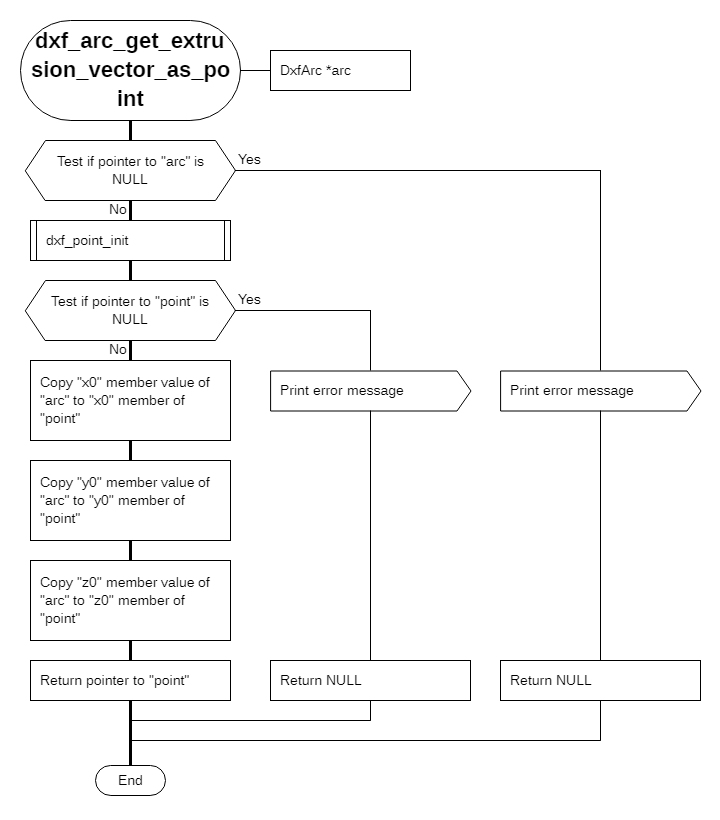 dxf_arc_get_extru
sion_vector_as_po
int
DxfArc *arc
Test if pointer to "arc" is
NULL
Yes
No
dxf_point_init
Test if pointer to "point" is
NULL
Yes
No
Copy "x0" member value of
"arc" to "x0" member of
"point"
Print error message
Print error message
Copy "y0" member value of
"arc" to "y0" member of
"point"
Copy "z0" member value of
"arc" to "z0" member of
"point"
Return pointer to "point"
Return NULL
Return NULL
End